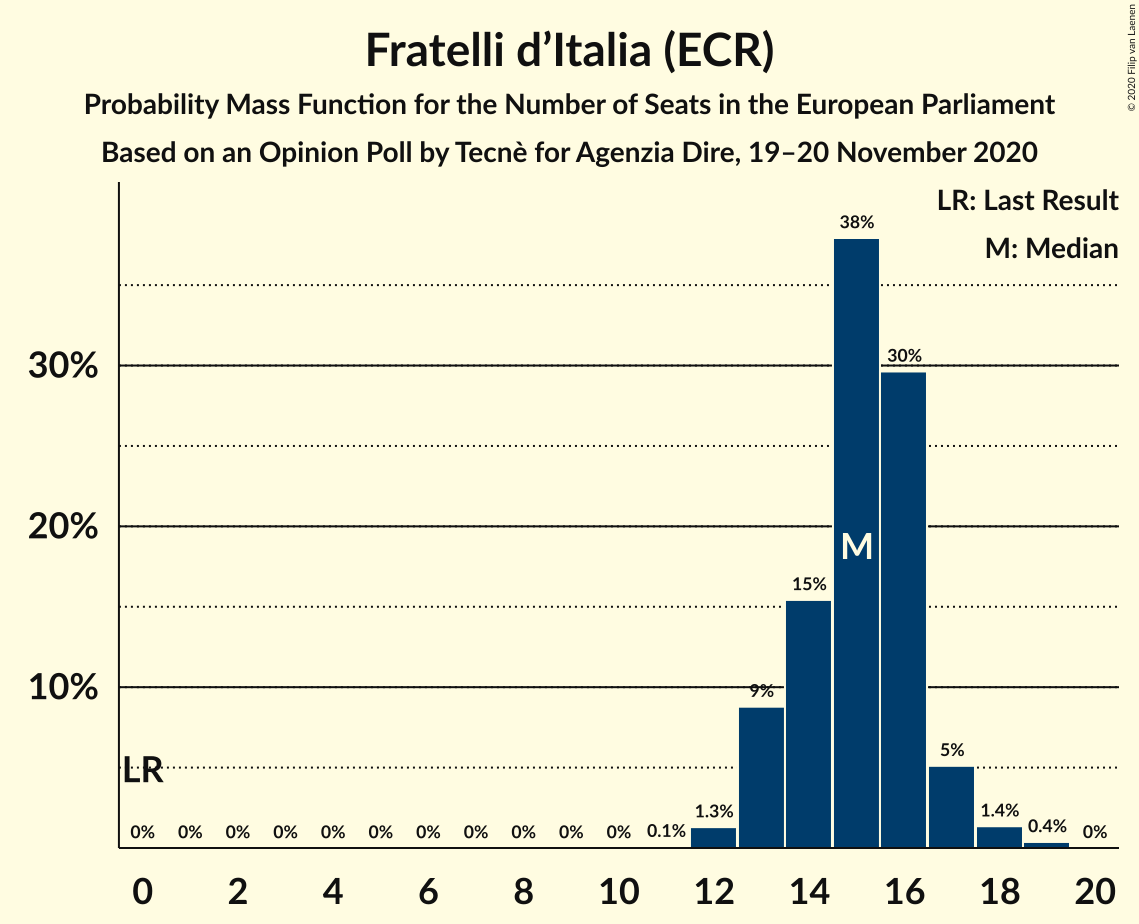 Fratelli d’Italia (ECR)
Probability Mass Function for the Number of Seats in the European Parliament
Based on an Opinion Poll by Tecnè for Agenzia Dire, 19–20 November 2020
© 2020 Filip van Laenen
LR: Last Result
M: Median
30%
20%
10%
LR
M
0% 0% 0% 0% 0% 0% 0% 0% 0% 0% 0% 0.1% 1.3% 9% 15% 38% 30% 5% 1.4% 0.4% 0%
0 2 4 6 8 10 12 14 16 18 20